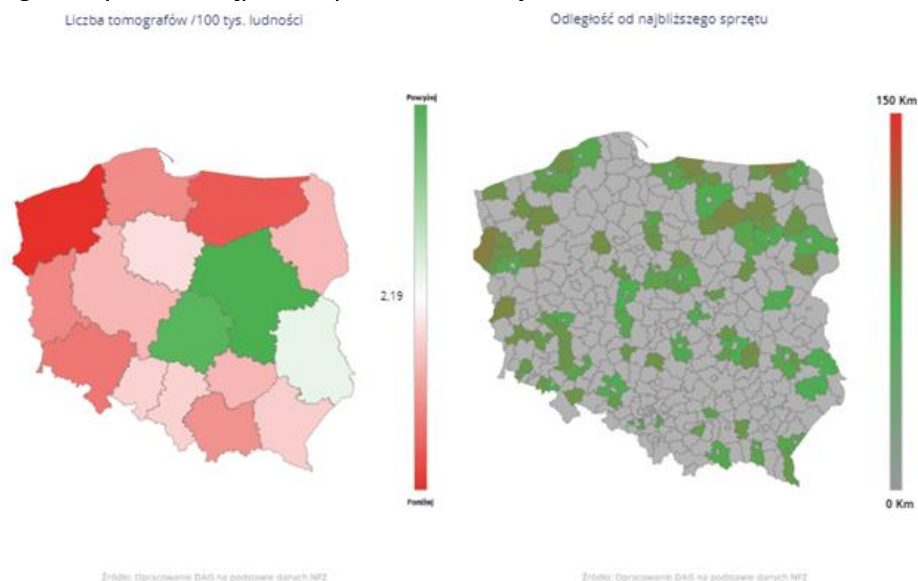 Liczba tomografów /100 tys. ludności
Odległość od najbliższego sprzętu
Powyżej
2,19
Poniżej
150 Km
0 Km
Źródło: Opracowanie DAiS na podstawie danych NFZ
Źródło: Opracowanie DAiS na podstawie danych NFZ